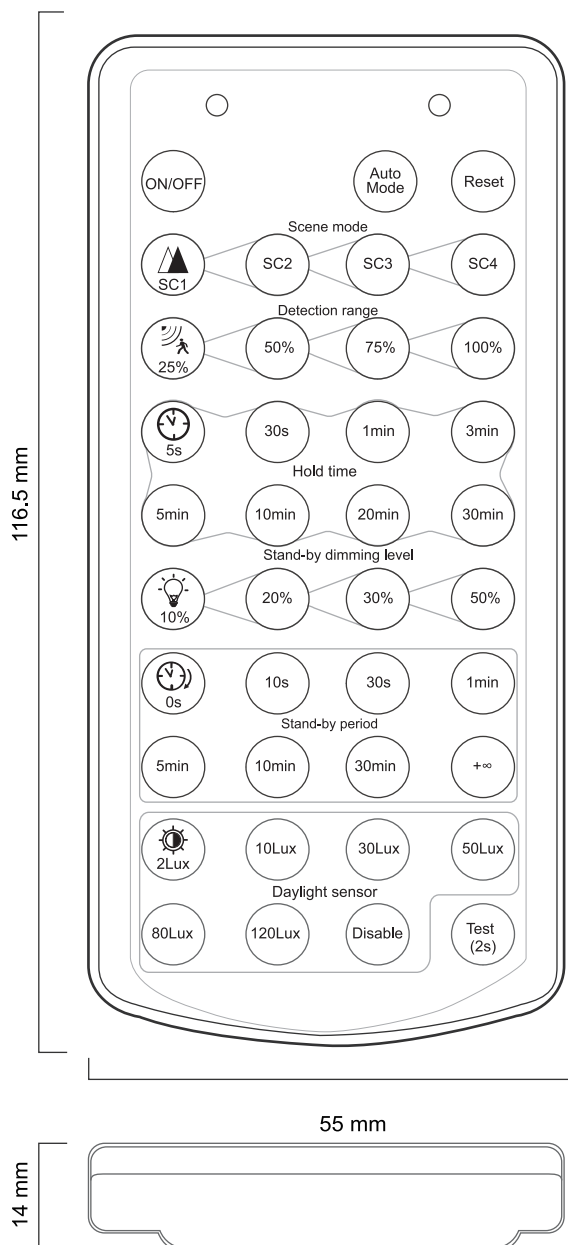 ON/OFF Auto Mode Reset
Scene mode
SC1 SC2 SC3 SC4
Detection range
25% 50% 75% 100%
5s 30s 1min 3min
Hold time
5min 10min 20min 30min
Stand-by dimming level
10% 20% 30% 50%
0s 10s 30s 1min
Stand-by period
5min 10min 30min +∞
2Lux 10Lux 30Lux 50Lux
Daylight sensor
80Lux 120Lux Disable Test (2s)
116.5 mm
55 mm
14 mm